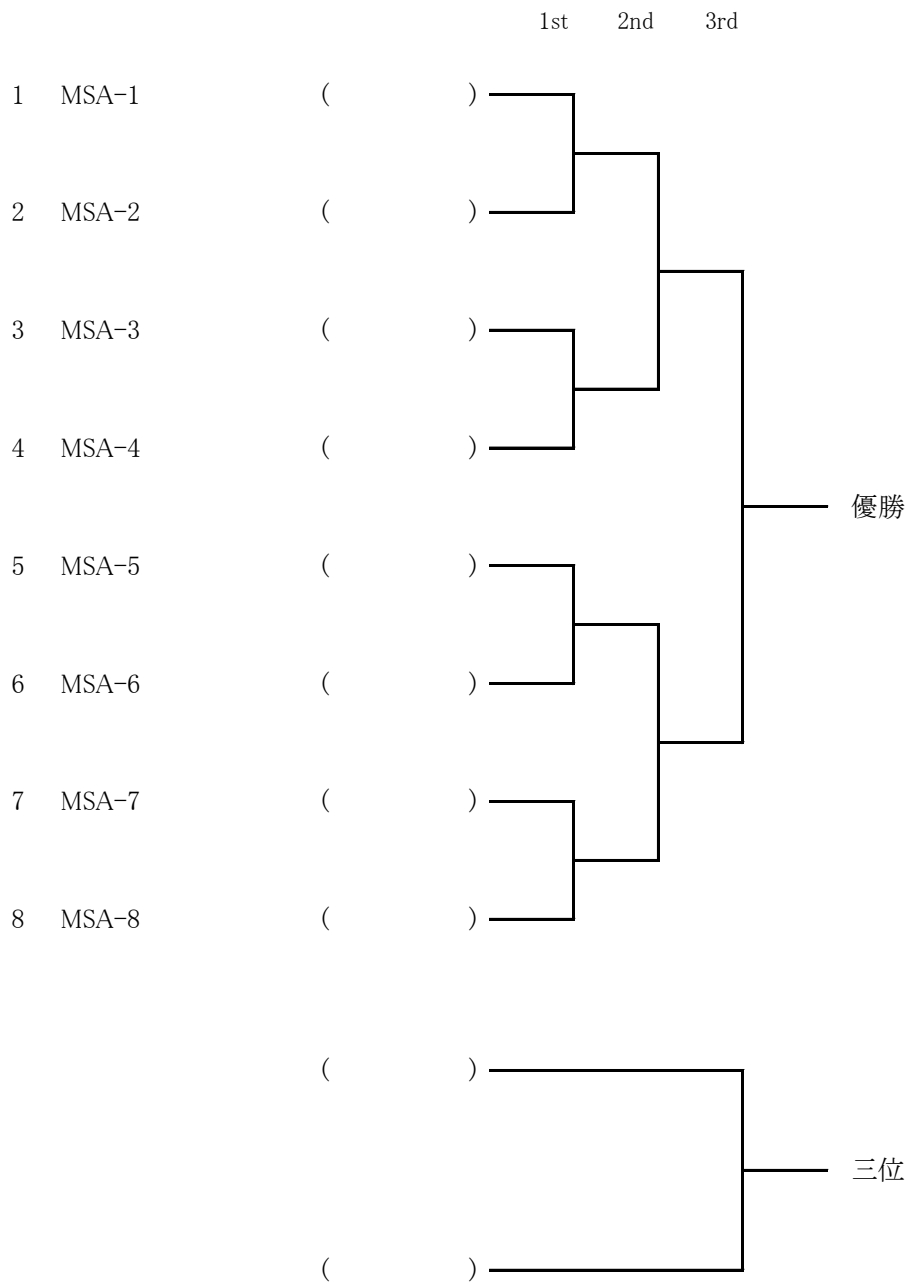 1st 2nd 3rd
1 MSA-1 ( )
2 MSA-2 ( )
3 MSA-3 ( )
4 MSA-4 ( )
優勝
5 MSA-5 ( )
6 MSA-6 ( )
7 MSA-7 ( )
8 MSA-8 ( )
( )
三位
( )